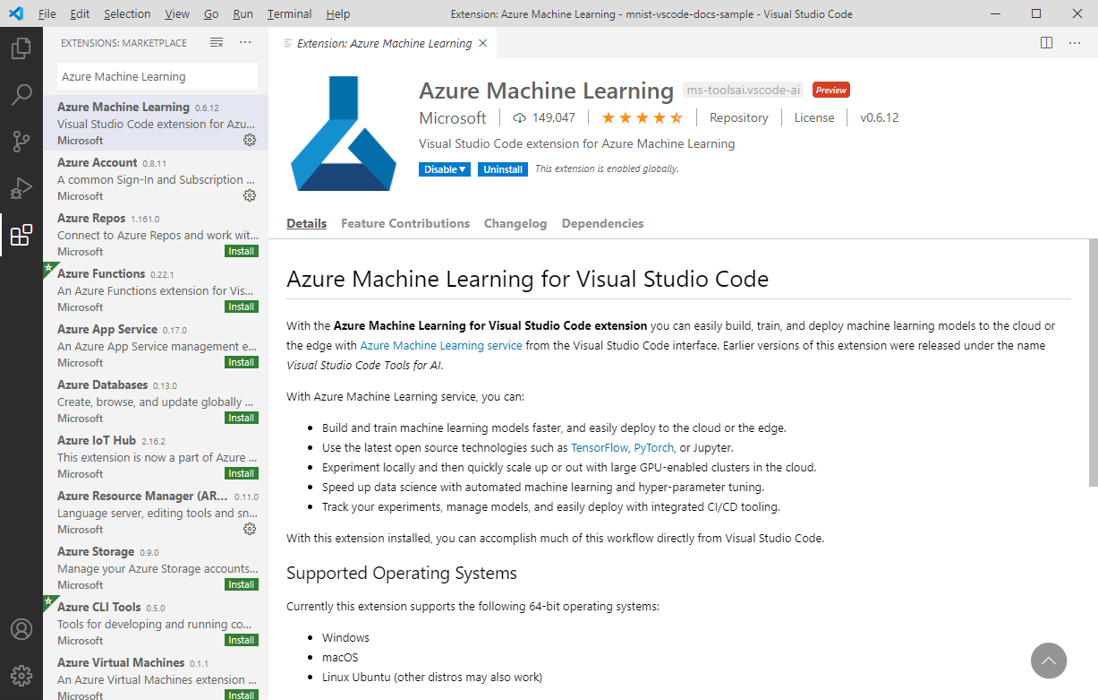 File Edit Selection View Go Run Terminal Help
Extension: Azure Machine Learning - mnist-vscode-docs-sample - Visual Studio Code
EXTENSIONS: MARKETPLACE
Azure Machine Learning
Azure Machine Learning 0.6.12
Visual Studio Code extension for Azu...
Microsoft
Azure Account 0.8.11
A common Sign-In and Subscription ...
Microsoft
Azure Repos 1.161.0
Connect to Azure Repos and work wit...
Microsoft Install
Azure Functions 0.22.1
An Azure Functions extension for Vis...
Microsoft Install
Azure App Service 0.17.0
An Azure App Service management e...
Microsoft Install
Azure Databases 0.13.0
Create, browse, and update globally ...
Microsoft Install
Azure IoT Hub 2.16.2
This extension is now a part of Azure ...
Microsoft Install
Azure Resource Manager (AR... 0.11.0
Language server, editing tools and sn...
Microsoft
Azure Storage 0.9.0
Manage your Azure Storage accounts...
Microsoft Install
Azure CLI Tools 0.5.0
Tools for developing and running co...
Microsoft Install
Azure Virtual Machines 0.1.1
An Azure Virtual Machines extension ...
Microsoft Install
Extension: Azure Machine Learning
Azure Machine Learning ms-toolsai.vscode-ai Preview
Microsoft 149,047 Repository License v0.6.12
Visual Studio Code extension for Azure Machine Learning
Disable Uninstall This extension is enabled globally.
Details Feature Contributions Changelog Dependencies
Azure Machine Learning for Visual Studio Code
With the Azure Machine Learning for Visual Studio Code extension you can easily build, train, and deploy machine learning models to the cloud or
the edge with Azure Machine Learning service from the Visual Studio Code interface. Earlier versions of this extension were released under the name
Visual Studio Code Tools for AI.
With Azure Machine Learning service, you can:
• Build and train machine learning models faster, and easily deploy to the cloud or the edge.
• Use the latest open source technologies such as TensorFlow, PyTorch, or Jupyter.
• Experiment locally and then quickly scale up or out with large GPU-enabled clusters in the cloud.
• Speed up data science with automated machine learning and hyper-parameter tuning.
• Track your experiments, manage models, and easily deploy with integrated CI/CD tooling.
With this extension installed, you can accomplish much of this workflow directly from Visual Studio Code.
Supported Operating Systems
Currently this extension supports the following 64-bit operating systems:
• Windows
• macOS
• Linux Ubuntu (other distros may also work)